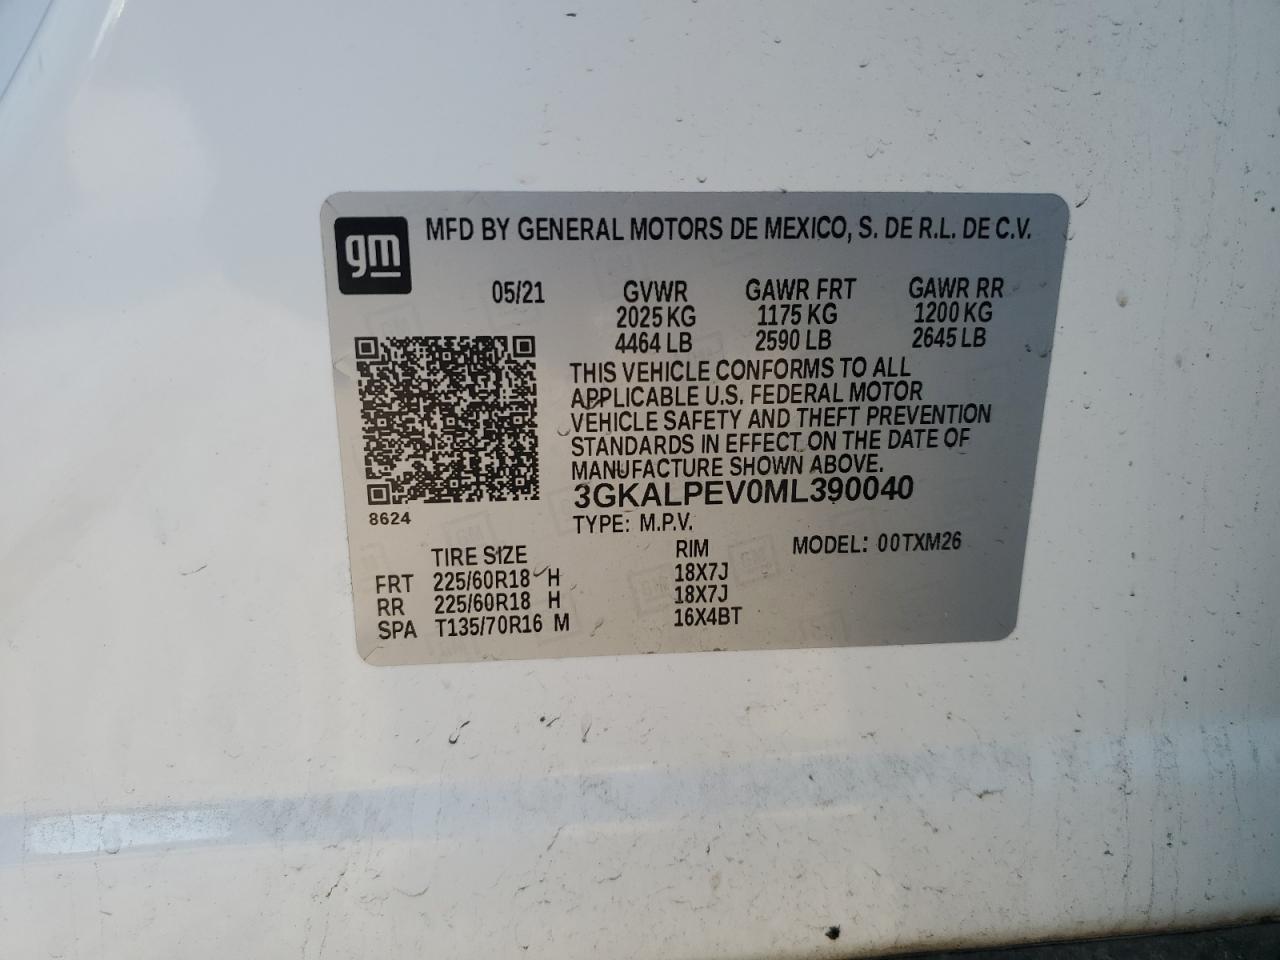 gm
MFD BY GENERAL MOTORS DE MEXICO, S. DE R.L. DE C.V.
05/21 GVWR GAWR FRT GAWR RR
2025 KG 1175 KG 1200 KG
4464 LB 2590 LB 2645 LB
THIS VEHICLE CONFORMS TO ALL
APPLICABLE U.S. FEDERAL MOTOR
VEHICLE SAFETY AND THEFT PREVENTION
STANDARDS IN EFFECT ON THE DATE OF
MANUFACTURE SHOWN ABOVE.
3GKALPEV0ML390040
8624
TYPE: M.P.V.
TIRE SIZE RIM MODEL: 00TXM26
FRT 225/60R18 H 18X7J
RR 225/60R18 H 18X7J
SPA T135/70R16 M 16X4BT